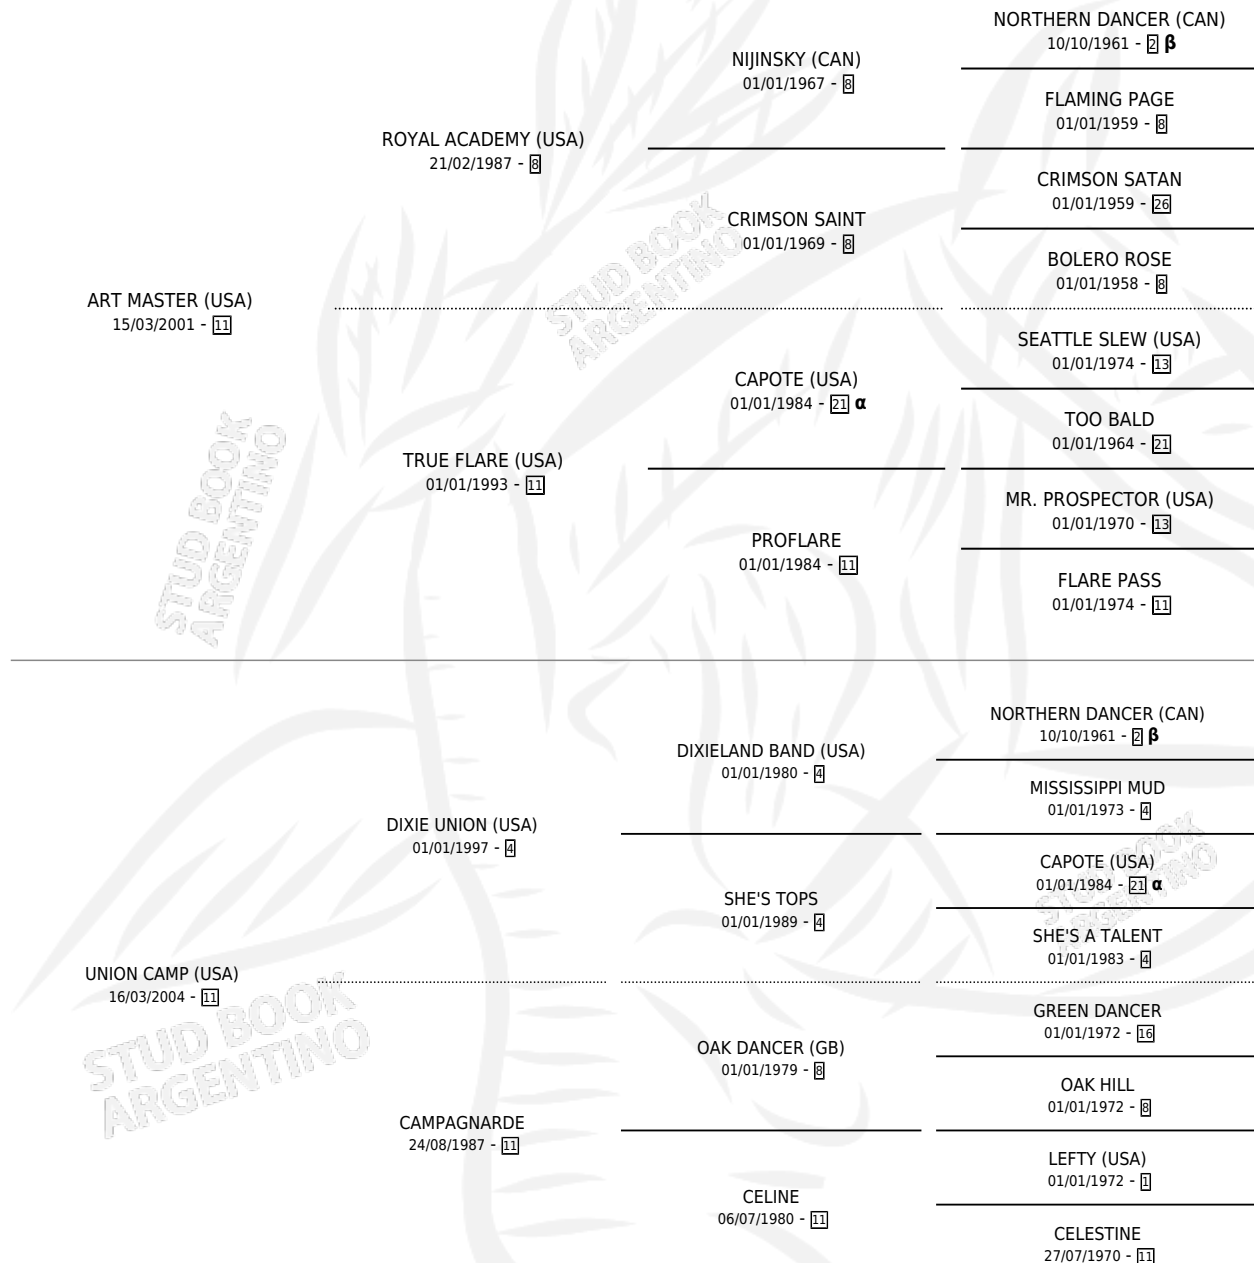 NORTHERN DANCER (CAN)
10/10/1961 - 2 β
NIJINSKY (CAN)
01/01/1967 - 8
FLAMING PAGE
01/01/1959 - 8
ROYAL ACADEMY (USA)
21/02/1987 - 8
CRIMSON SATAN
01/01/1959 - 26
CRIMSON SAINT
01/01/1969 - 8
BOLERO ROSE
01/01/1958 - 8
ART MASTER (USA)
15/03/2001 - 11
SEATTLE SLEW (USA)
01/01/1974 - 13
CAPOTE (USA)
01/01/1984 - 21 α
TOO BALD
01/01/1964 - 21
TRUE FLARE (USA)
01/01/1993 - 11
MR. PROSPECTOR (USA)
01/01/1970 - 13
PROFLARE
01/01/1984 - 11
FLARE PASS
01/01/1974 - 11
NORTHERN DANCER (CAN)
10/10/1961 - 2 β
DIXIELAND BAND (USA)
01/01/1980 - 4
MISSISSIPPI MUD
01/01/1973 - 4
DIXIE UNION (USA)
01/01/1997 - 4
CAPOTE (USA)
01/01/1984 - 21 α
SHE'S TOPS
01/01/1989 - 4
SHE'S A TALENT
01/01/1983 - 4
UNION CAMP (USA)
16/03/2004 - 11
GREEN DANCER
01/01/1972 - 16
OAK DANCER (GB)
01/01/1979 - 8
OAK HILL
01/01/1972 - 8
CAMPAGNARDE
24/08/1987 - 11
LEFTY (USA)
01/01/1972 - 1
CELINE
06/07/1980 - 11
CELESTINE
27/07/1970 - 11
STUD BOOK
ARGENTINO
STUD BOOK
ARGENTINO
STUD BOOK
ARGENTINO
STUD BOOK
ARGENTINO